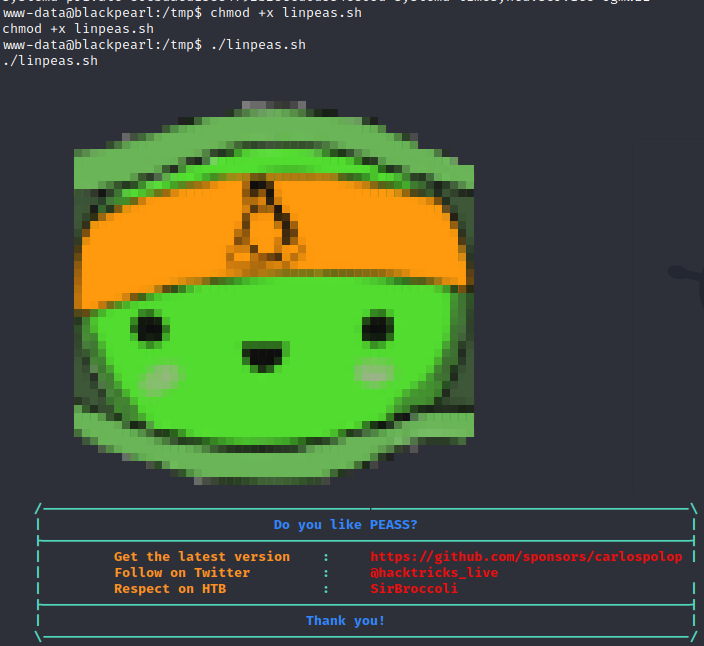 www-data@blackpearl:/tmp$ chmod +x linpeas.sh
chmod +x linpeas.sh
www-data@blackpearl:/tmp$ ./linpeas.sh
./linpeas.sh
Do you like PEASS?
Get the latest version : https://github.com/sponsors/carlospolop
Follow on Twitter : @hacktricks_live
Respect on HTB : SirBroccoli
Thank you!